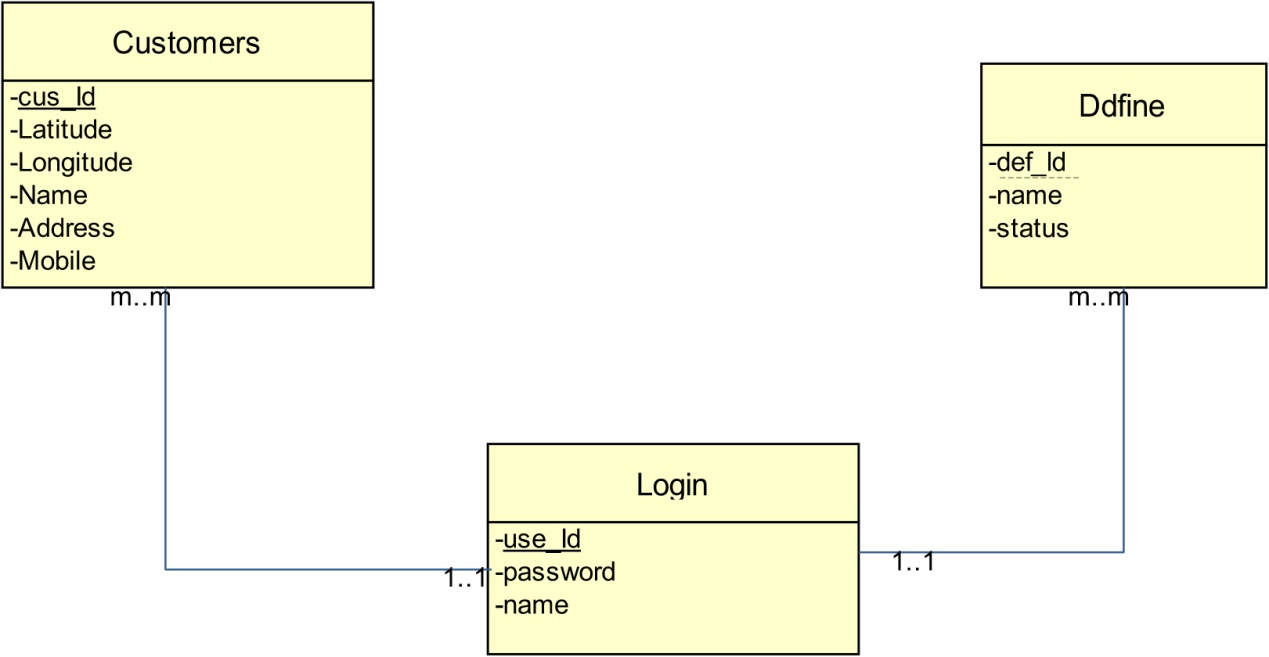 Customers
-cus_Id
-Latitude
-Longitude
-Name
-Address
-Mobile
m..m
Ddfine
-def_Id
-name
-status
m..m
Login
-use_Id
-password
-name
1..1
1..1